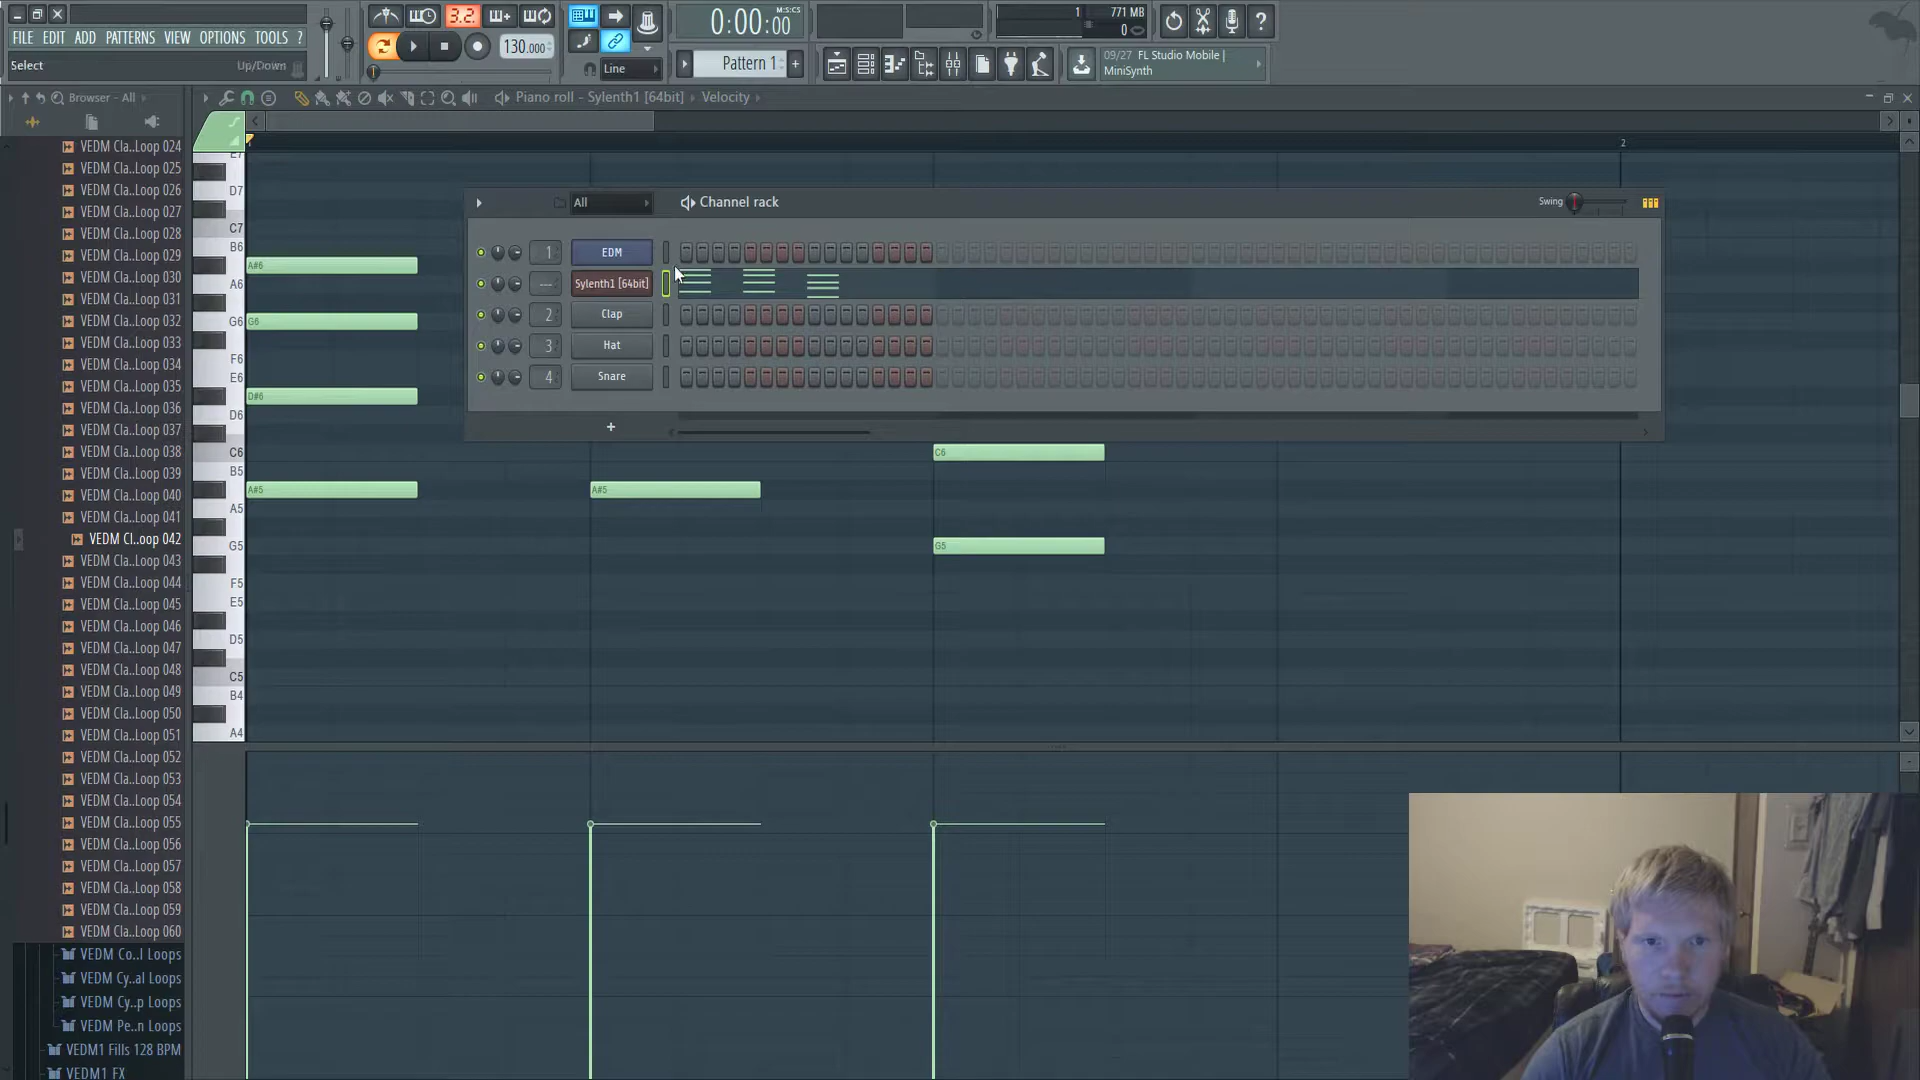 FILE EDIT ADD PATTERNS VIEW OPTIONS TOOLS ?
Select Up/Down
3.2
130.000
Line
0:00:00
M:S:CS
Pattern 1
+
1
771 MB
0
?
09/27 FL Studio Mobile |
MiniSynth
Browser - All
Piano roll - Sylenth1 [64bit] Velocity
VEDM Cla..Loop 024
VEDM Cla..Loop 025
VEDM Cla..Loop 026
VEDM Cla..Loop 027
VEDM Cla..Loop 028
VEDM Cla..Loop 029
VEDM Cla..Loop 030
VEDM Cla..Loop 031
VEDM Cla..Loop 032
VEDM Cla..Loop 033
VEDM Cla..Loop 034
VEDM Cla..Loop 035
VEDM Cla..Loop 036
VEDM Cla..Loop 037
VEDM Cla..Loop 038
VEDM Cla..Loop 039
VEDM Cla..Loop 040
VEDM Cla..Loop 041
VEDM Cl..oop 042
VEDM Cla..Loop 043
VEDM Cla..Loop 044
VEDM Cla..Loop 045
VEDM Cla..Loop 046
VEDM Cla..Loop 047
VEDM Cla..Loop 048
VEDM Cla..Loop 049
VEDM Cla..Loop 050
VEDM Cla..Loop 051
VEDM Cla..Loop 052
VEDM Cla..Loop 053
VEDM Cla..Loop 054
VEDM Cla..Loop 055
VEDM Cla..Loop 056
VEDM Cla..Loop 057
VEDM Cla..Loop 058
VEDM Cla..Loop 059
VEDM Cla..Loop 060
VEDM Co..l Loops
VEDM Cy..al Loops
VEDM Cy..p Loops
VEDM Pe..n Loops
VEDM1 Fills 128 BPM
VEDM1 FX
2
E7
D7
C7
B6
A6
G6
F6
E6
D6
C6
B5
A5
G5
F5
E5
D5
C5
B4
A4
A#6
G6
D#6
A#5
A#5
C6
G5
All
Channel rack
Swing
1 EDM
--- Sylenth1 [64bit]
2 Clap
3 Hat
4 Snare
+